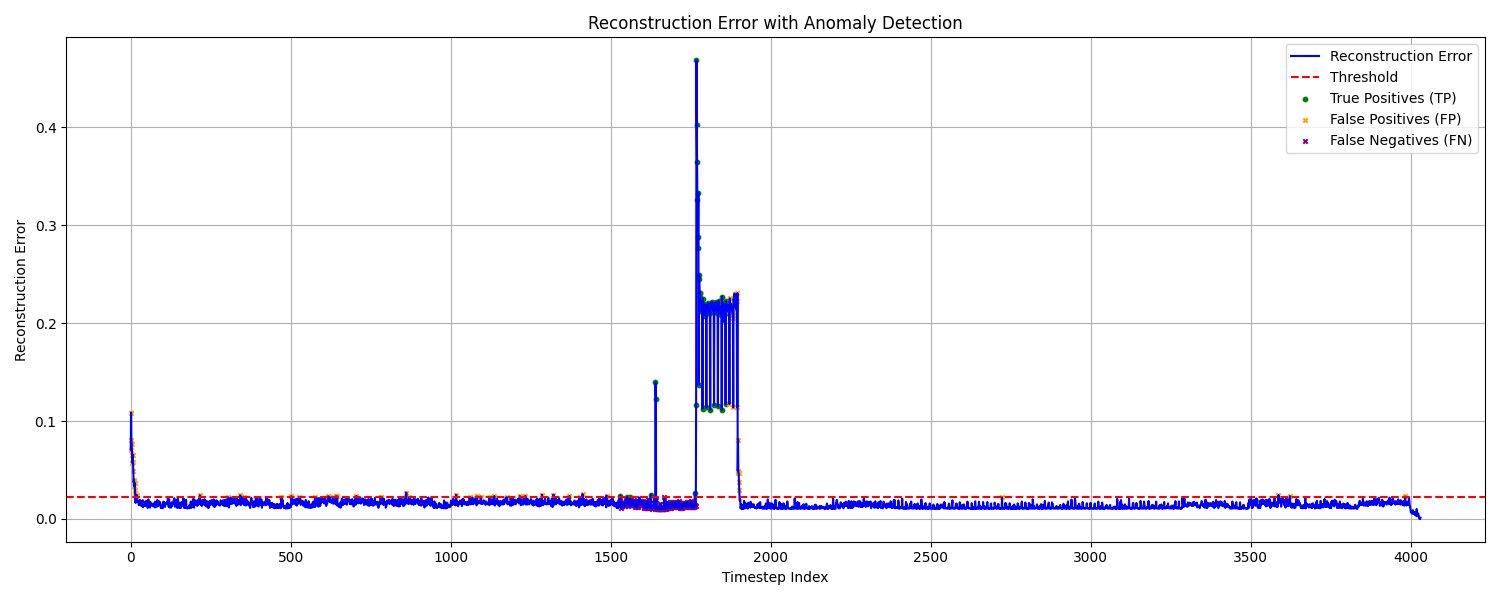 Reconstruction Error with Anomaly Detection
Reconstruction Error
Threshold
True Positives (TP)
False Positives (FP)
False Negatives (FN)
Reconstruction Error
0.4
0.3
0.2
0.1
0.0
0 500 1000 1500 2000 2500 3000 3500 4000
Timestep Index